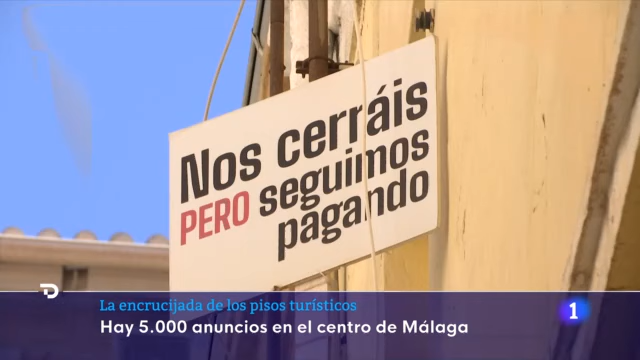 Nos cerráis
PERO seguimos
pagando
La encrucijada de los pisos turísticos
Hay 5.000 anuncios en el centro de Málaga
1